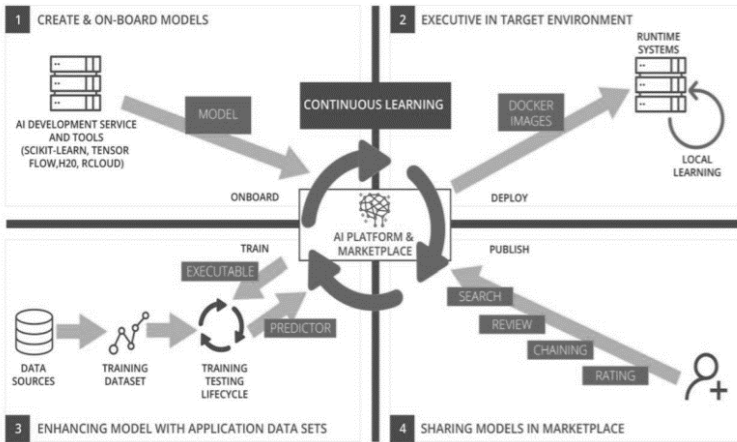 1 CREATE & ON-BOARD MODELS
AI DEVELOPMENT SERVICE
AND TOOLS
(SCIKIT-LEARN, TENSOR
FLOW,H20, RCLOUD)
MODEL
ONBOARD
CONTINUOUS LEARNING
2 EXECUTIVE IN TARGET ENVIRONMENT
RUNTIME
SYSTEMS
DOCKER
IMAGES
LOCAL
LEARNING
DEPLOY
AI PLATFORM &
MARKETPLACE
TRAIN
EXECUTABLE
PREDICTOR
DATA
SOURCES
TRAINING
DATASET
TRAINING
TESTING
LIFECYCLE
3 ENHANCING MODEL WITH APPLICATION DATA SETS
PUBLISH
SEARCH
REVIEW
CHAINING
RATING
4 SHARING MODELS IN MARKETPLACE